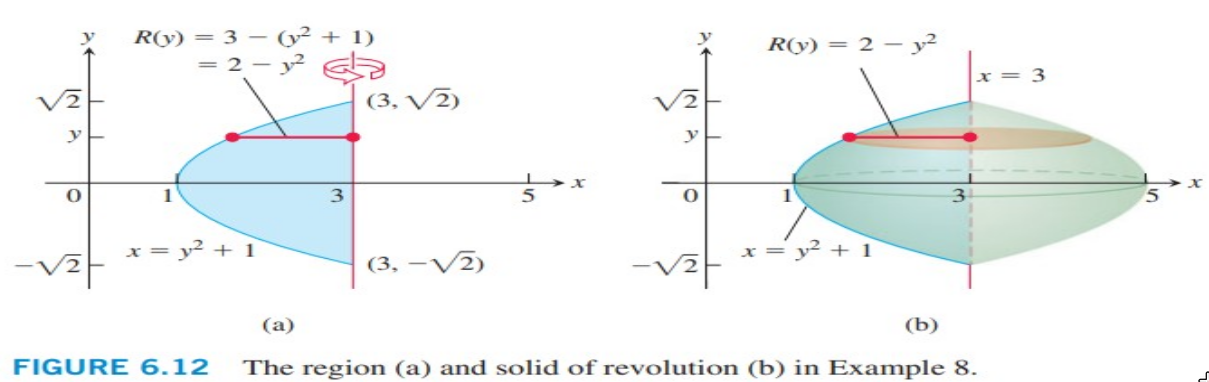 y
R(y) = 3 − (y² + 1)
= 2 − y²
√2
(3, √2)
y
0
1
3
5
x
x = y² + 1
−√2
(3, −√2)
(a)
y
R(y) = 2 − y²
x = 3
√2
y
0
1
3
5
x
x = y² + 1
−√2
(b)
FIGURE 6.12 The region (a) and solid of revolution (b) in Example 8.